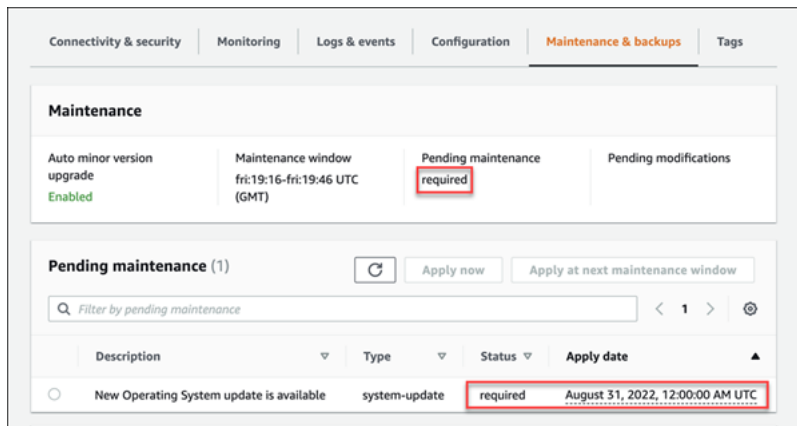 Connectivity & security Monitoring Logs & events Configuration Maintenance & backups Tags
Maintenance
Auto minor version upgrade
Enabled
Maintenance window
fri:19:16-fri:19:46 UTC
(GMT)
Pending maintenance
required
Pending modifications
Pending maintenance (1)
Apply now
Apply at next maintenance window
Filter by pending maintenance
1
Description Type Status Apply date
New Operating System update is available system-update required August 31, 2022, 12:00:00 AM UTC